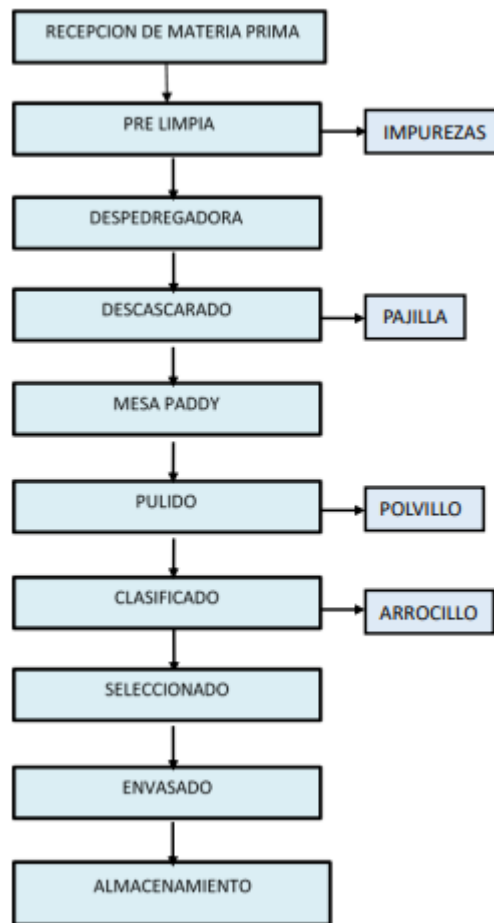 RECEPCION DE MATERIA PRIMA
PRE LIMPIA
IMPUREZAS
DESPEDREGADORA
DESCASCARADO
PAJILLA
MESA PADDY
PULIDO
POLVILLO
CLASIFICADO
ARROCILLO
SELECCIONADO
ENVASADO
ALMACENAMIENTO